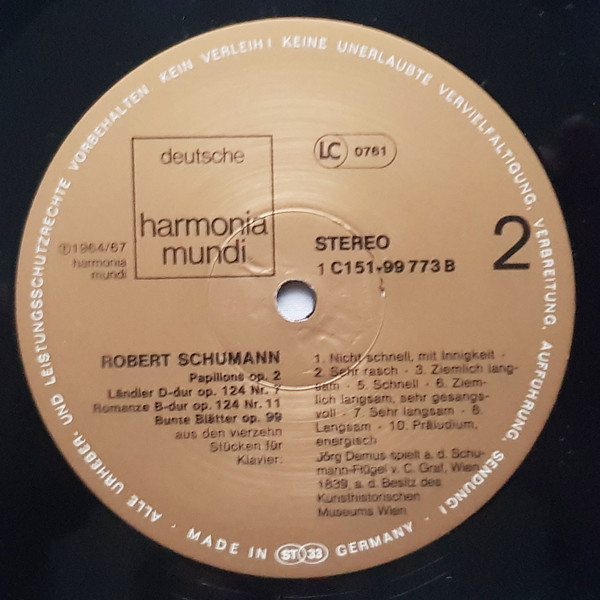 ALLE URHEBER- UND LEISTUNGSSCHUTZRECHTE VORBEHALTEN · KEIN VERLEIH! KEINE UNERLAUBTE VERVIELFÄLTIGUNG, VERBREITUNG, AUFFÜHRUNG, SENDUNG! ·
deutsche
harmonia
mundi
LC 0761
℗1964/67
harmonia
mundi
STEREO
1 C151-99 773 B
2
ROBERT SCHUMANN
Papillons op. 2
Ländler D-dur op. 124 Nr. 7
Romanze B-dur op. 124 Nr. 11
Bunte Blätter op. 99
aus den vierzehn
Stücken für
Klavier:
1. Nicht schnell, mit Innigkeit -
2. Sehr rasch - 3. Ziemlich lang-
sam - 5. Schnell - 6. Ziem-
lich langsam, sehr gesangs-
voll - 7. Sehr langsam - 8.
Langsam - 10. Präludium,
energisch
Jörg Demus spielt a. d. Schu-
mann-Flügel v. C. Graf, Wien
1839, a. d. Besitz des
Kunsthistorischen
Museums Wien
MADE IN ST 33 GERMANY ·